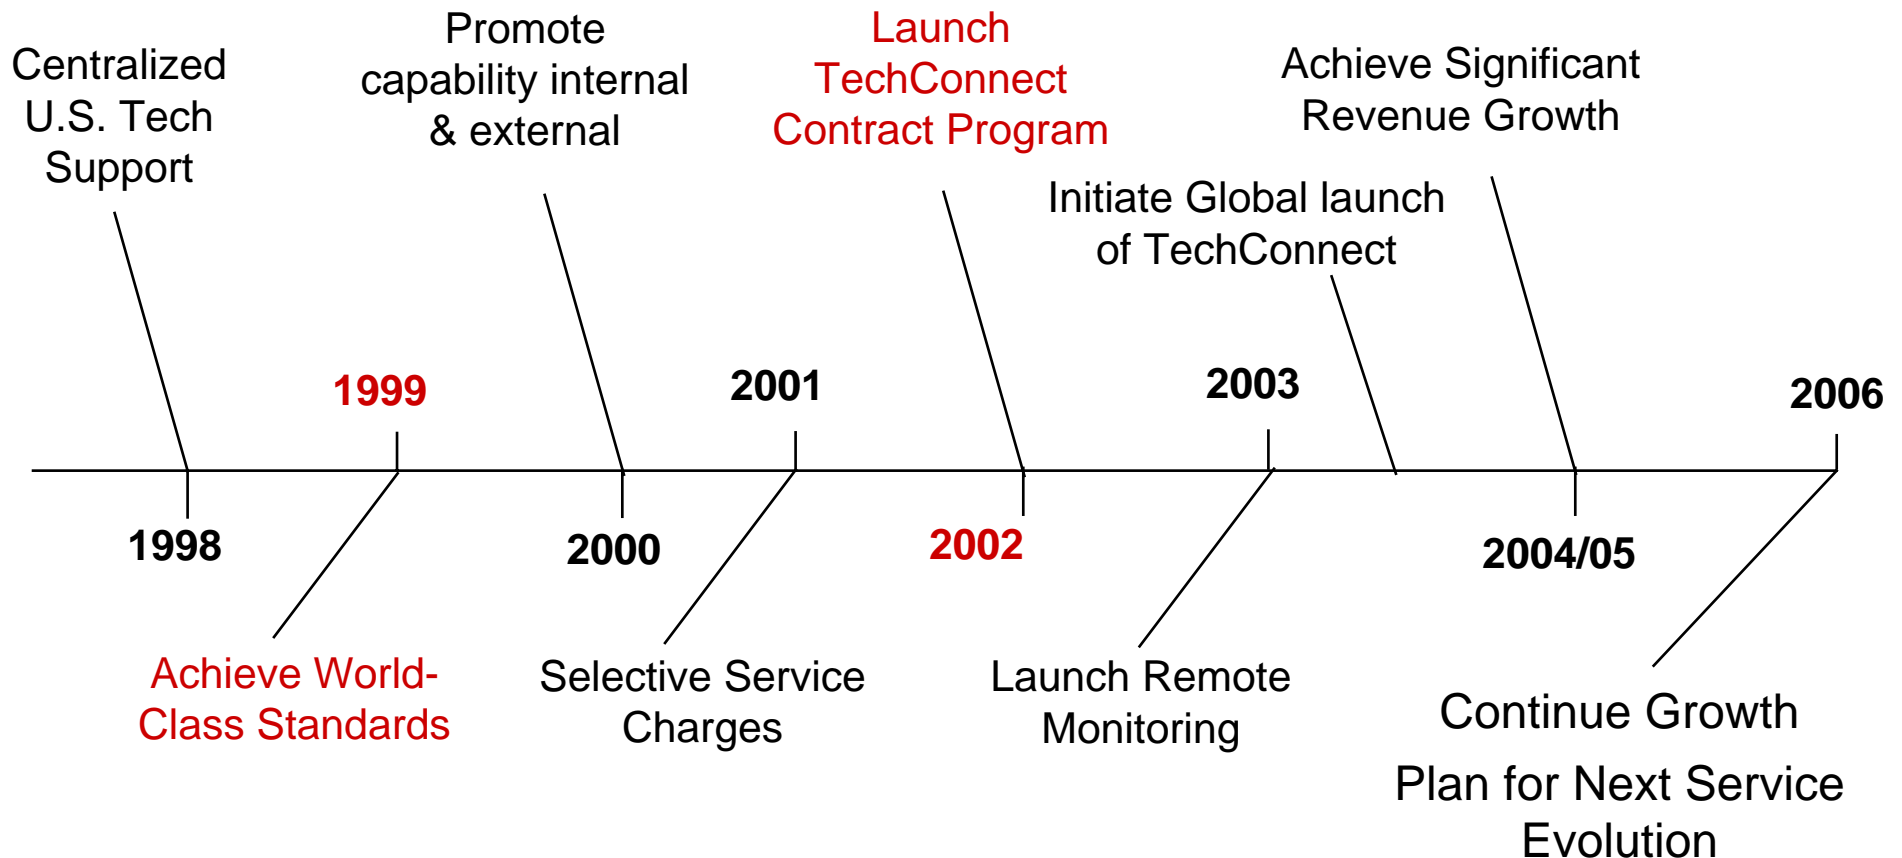 Centralized
U.S. Tech
Support
Promote
capability internal
& external
Launch
TechConnect
Contract Program
Achieve Significant
Revenue Growth
Initiate Global launch
of TechConnect
1999
2001
2003
2006
1998
2000
2002
2004/05
Achieve World-
Class Standards
Selective Service
Charges
Launch Remote
Monitoring
Continue Growth
Plan for Next Service
Evolution